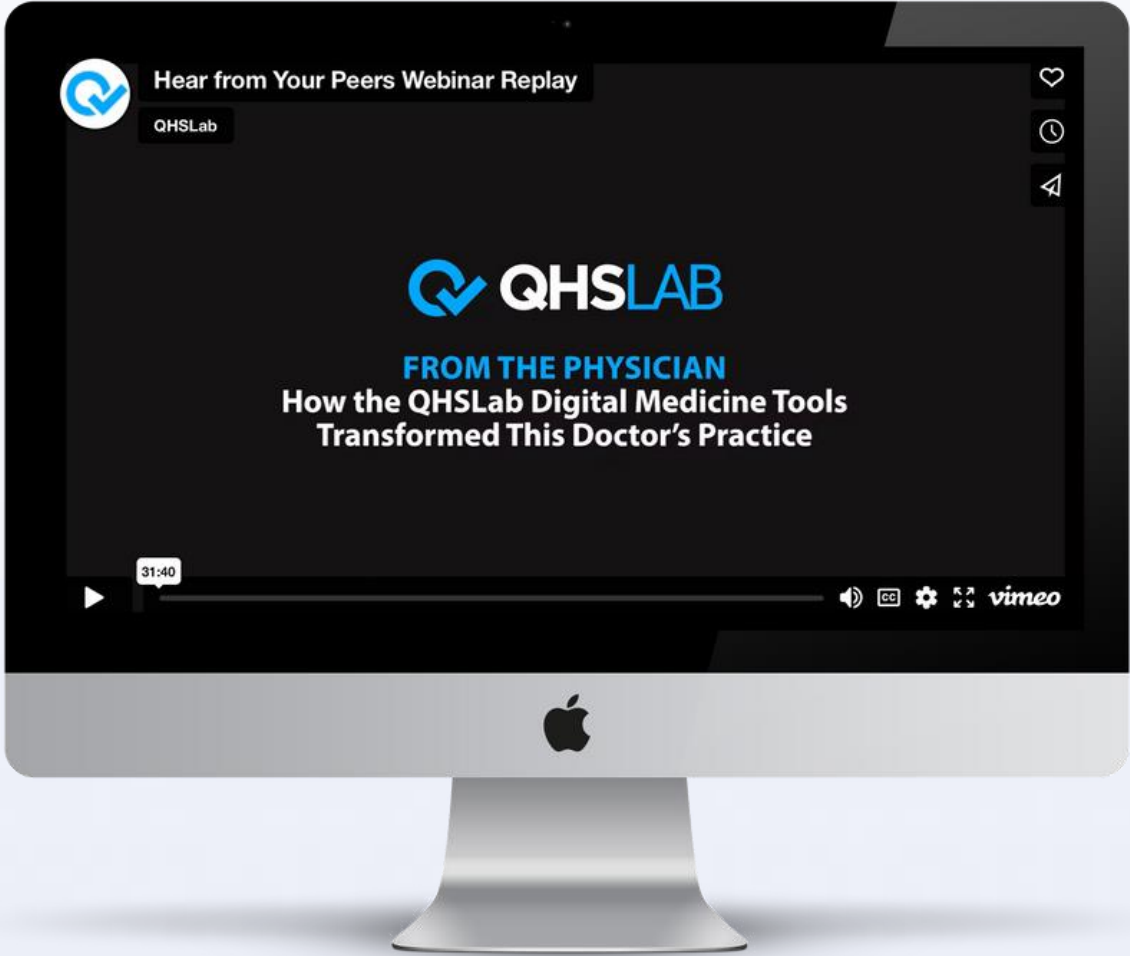 Hear from Your Peers Webinar Replay
QHSLab
QHSLAB
FROM THE PHYSICIAN
How the QHSLab Digital Medicine Tools
Transformed This Doctor's Practice
31:40
CC
vimeo